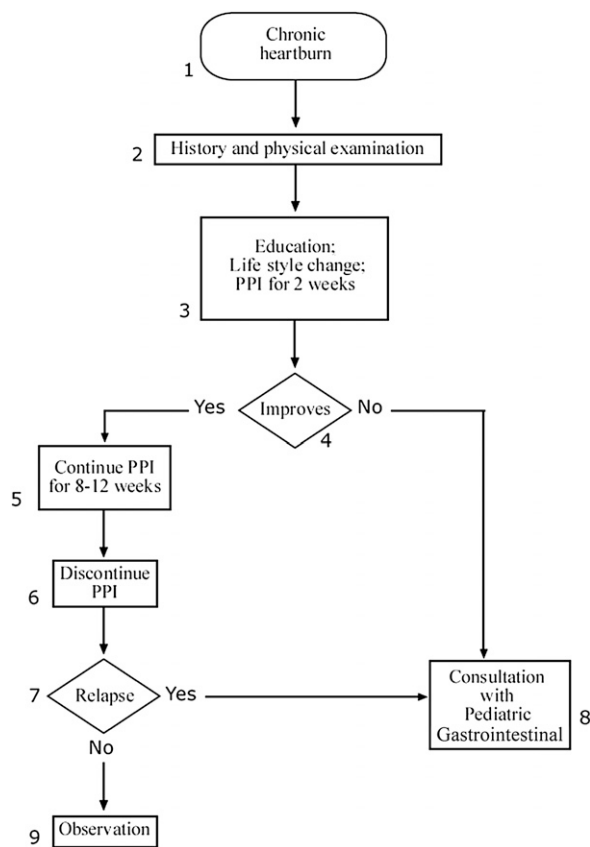 Chronic
heartburn
1
History and physical examination
2
Education;
Life style change;
PPI for 2 weeks
3
Yes
Improves
No
4
Continue PPI
for 8-12 weeks
5
Discontinue
PPI
6
7
Relapse
Yes
No
Consultation
with
Pediatric
Gastrointestinal
8
Observation
9